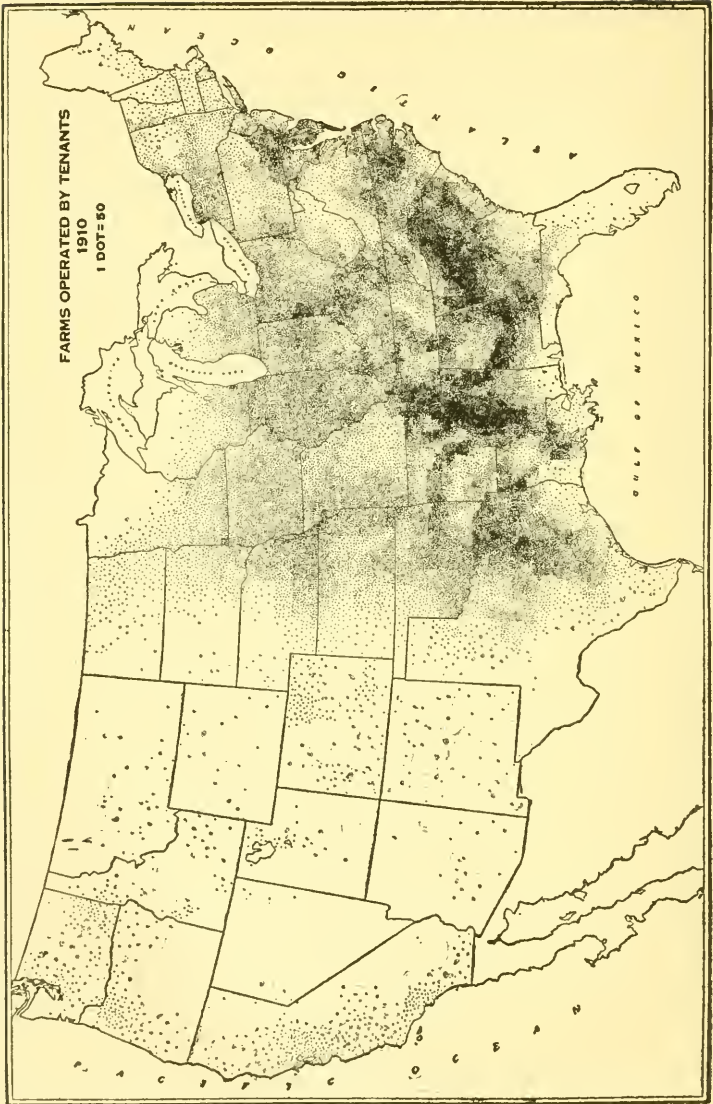 FARMS OPERATED BY TENANTS
1910
1 DOT = 50
ATLANTIC OCEAN
GULF OF MEXICO
PACIFIC OCEAN